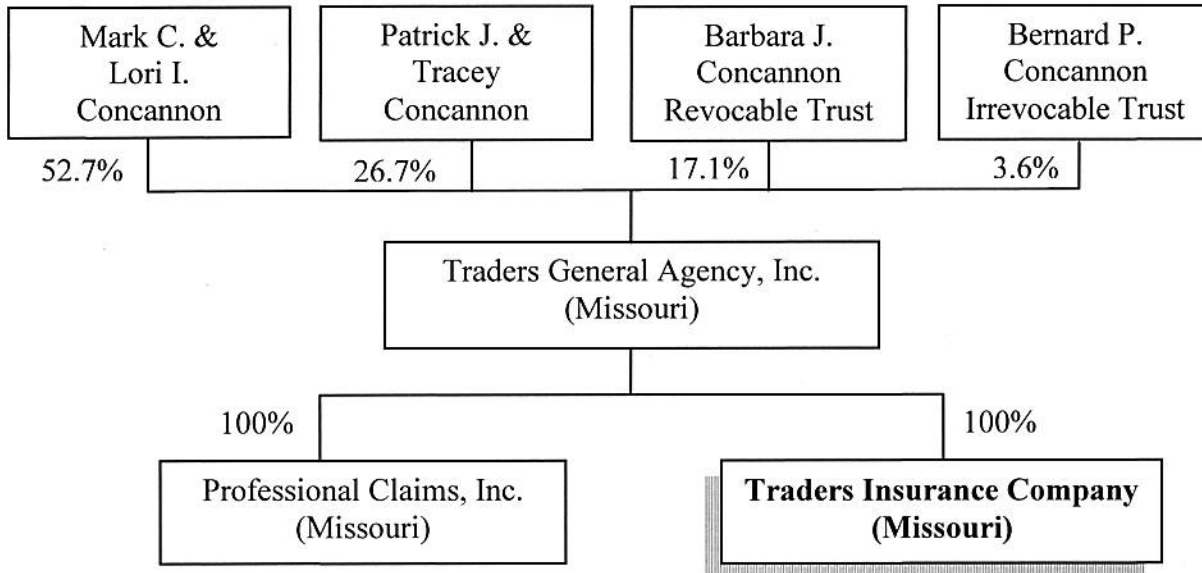 Mark C. &
Lori I.
Concannon
Patrick J. &
Tracey
Concannon
Barbara J.
Concannon
Revocable Trust
Bernard P.
Concannon
Irrevocable Trust
52.7%
26.7%
17.1%
3.6%
Traders General Agency, Inc.
(Missouri)
100%
100%
Professional Claims, Inc.
(Missouri)
Traders Insurance Company
(Missouri)